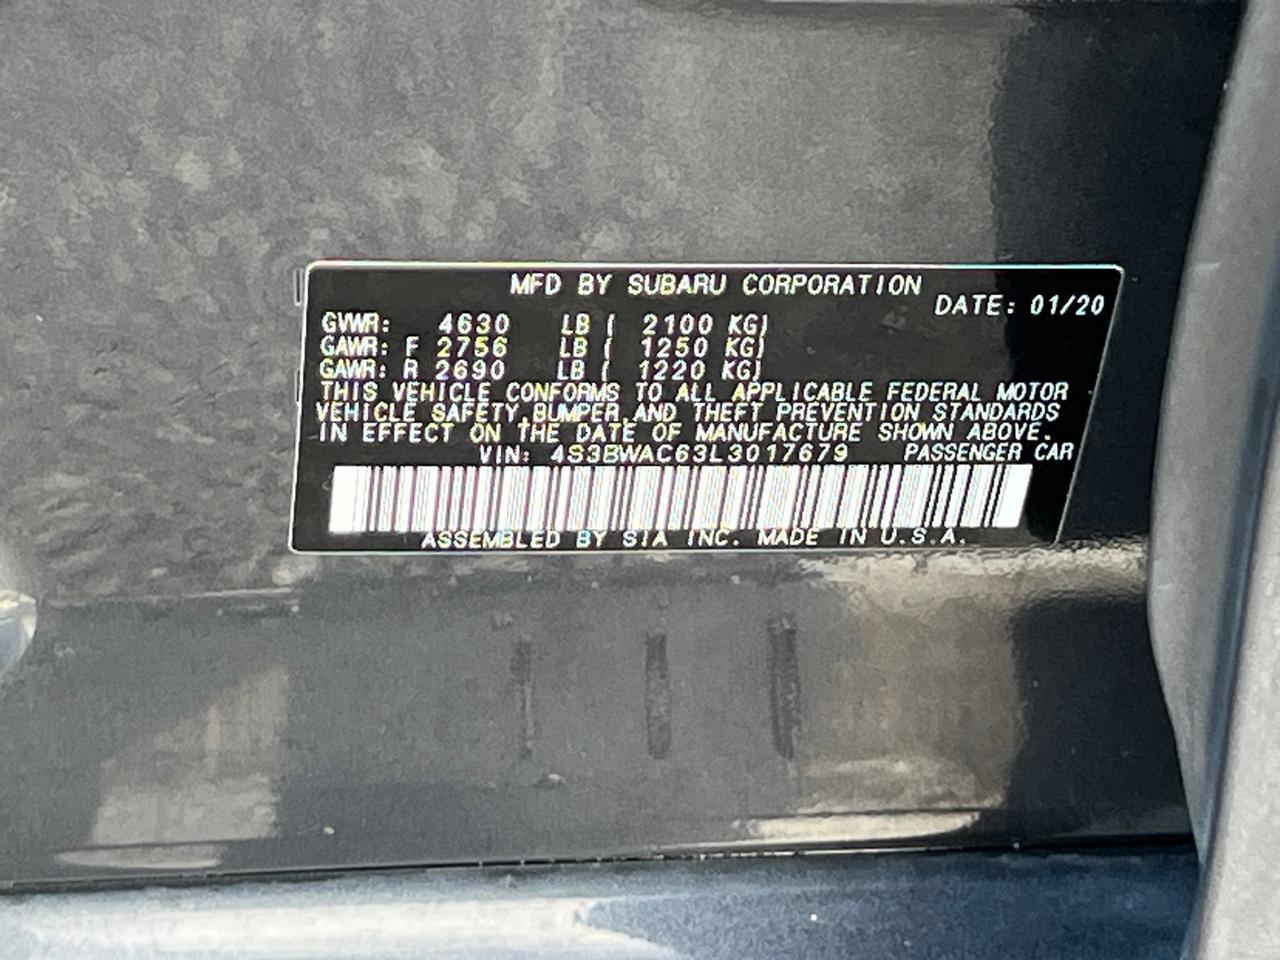 MFD BY SUBARU CORPORATION
DATE: 01/20
GVWR: 4630 LB ( 2100 KG)
GAWR: F 2756 LB ( 1250 KG)
GAWR: R 2690 LB ( 1220 KG)
THIS VEHICLE CONFORMS TO ALL APPLICABLE FEDERAL MOTOR
VEHICLE SAFETY,BUMPER,AND THEFT PREVENTION STANDARDS
IN EFFECT ON THE DATE OF MANUFACTURE SHOWN ABOVE.
VIN: 4S3BWAC63L3017679 PASSENGER CAR
ASSEMBLED BY SIA INC. MADE IN U.S.A.